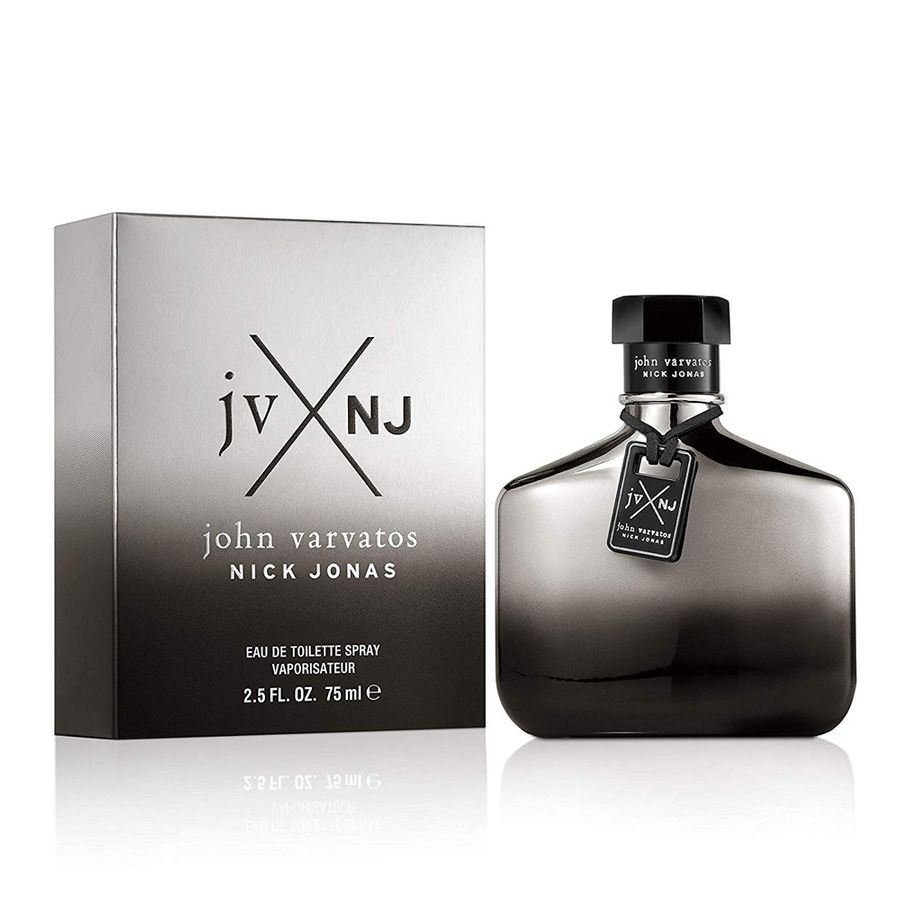 jv X NJ
john varvatos
NICK JONAS
EAU DE TOILETTE SPRAY
VAPORISATEUR
2.5 FL. OZ. 75 ml ℮
john varvatos
NICK JONAS
jv X NJ
john varvatos
NICK JONAS